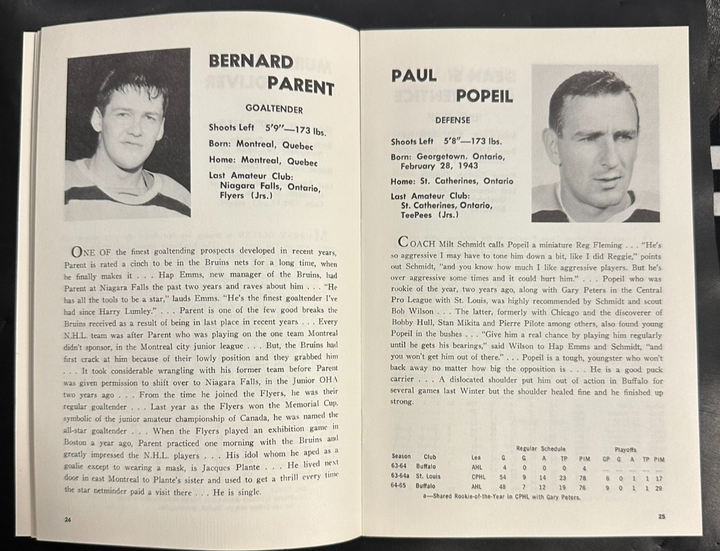 BERNARD
PARENT
GOALTENDER
Shoots Left 5'9"—173 lbs.
Born: Montreal, Quebec
Home: Montreal, Quebec
Last Amateur Club:
Niagara Falls, Ontario,
Flyers (Jrs.)
ONE OF the finest goaltending prospects developed in recent years,
Parent is rated a cinch to be in the Bruins nets for a long time, when
he finally makes it . . . Hap Emms, new manager of the Bruins, had
Parent at Niagara Falls the past two years and raves about him . . . "He
has all the tools to be a star," lauds Emms. "He's the finest goaltender I've
had since Harry Lumley." . . . Parent is one of the few good breaks the
Bruins received as a result of being in last place in recent years . . . Every
N.H.L. team was after Parent who was playing on the one team Montreal
didn't sponsor, in the Montreal city junior league . . . But, the Bruins had
first crack at him because of their lowly position and they grabbed him
. . . It took considerable wrangling with his former team before Parent
was given permission to shift over to Niagara Falls, in the Junior OHA
two years ago . . . From the time he joined the Flyers, he was their
regular goaltender . . . Last year as the Flyers won the Memorial Cup,
symbolic of the junior amateur championship of Canada, he was named the
all-star goaltender . . . When the Flyers played an exhibition game in
Boston a year ago, Parent practiced one morning with the Bruins and
greatly impressed the N.H.L. players . . . His idol whom he aped as a
goalie except to wearing a mask, is Jacques Plante . . . He lived next
door in east Montreal to Plante's sister and used to get a thrill every time
the star netminder paid a visit there . . . He is single.
24
PAUL
POPEIL
DEFENSE
Shoots Left 5'8"—173 lbs.
Born: Georgetown, Ontario,
February 28, 1943
Home: St. Catherines, Ontario
Last Amateur Club:
St. Catherines, Ontario,
TeePees (Jrs.)
COACH Milt Schmidt calls Popeil a miniature Reg Fleming . . . "He's
so aggressive I may have to tone him down a bit, like I did Reggie," points
out Schmidt, "and you know how much I like aggressive players. But he's
over aggressive some times and it could hurt him." . . . Popeil who was
rookie of the year, two years ago, along with Gary Peters in the Central
Pro League with St. Louis, was highly recommended by Schmidt and scout
Bob Wilson . . . The latter, formerly with Chicago and the discoverer of
Bobby Hull, Stan Mikita and Pierre Pilote among others, also found young
Popeil in the bushes . . . "Give him a real chance by playing him regularly
until he gets his bearings," said Wilson to Hap Emms and Schmidt, "and
you won't get him out of there." . . . Popeil is a tough, youngster who won't
back away no matter how big the opposition is . . . He is a good puck
carrier . . . A dislocated shoulder put him out of action in Buffalo for
several games last Winter but the shoulder healed fine and he finished up
strong.
Regular Schedule Playoffs
Season Club Lea G G A TP PIM GP G A TP PIM
63-64 Buffalo AHL 4 0 0 0 4 — — — — —
63-64a St. Louis CPHL 54 9 14 23 78 6 0 1 1 17
64-65 Buffalo AHL 48 7 12 19 76 9 0 1 1 29
a—Shared Rookie-of-the-Year in CPHL with Gary Peters.
25